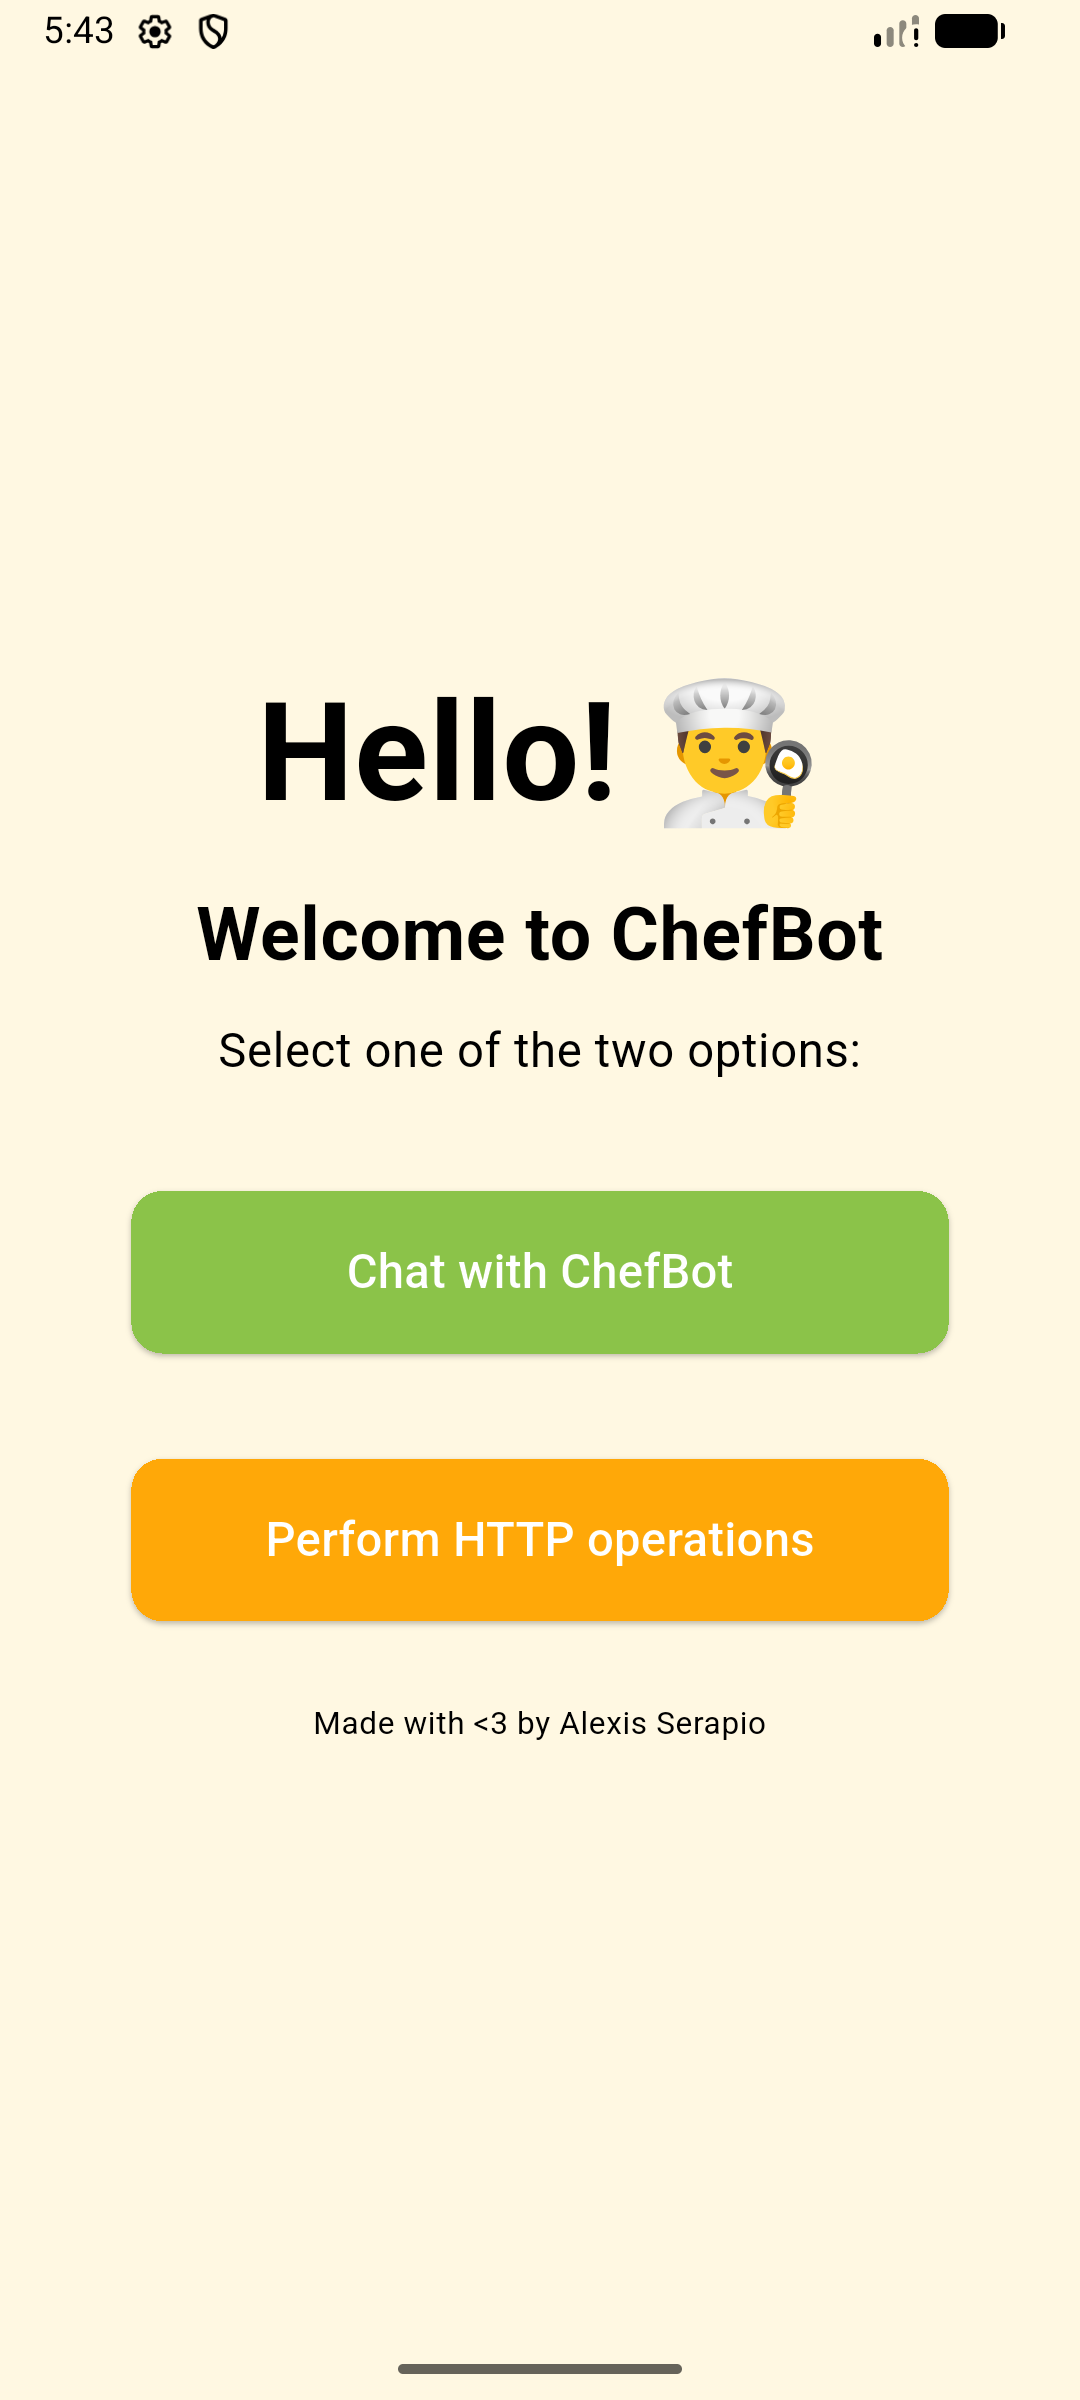 5:43
Hello! 👨‍🍳
Welcome to ChefBot
Select one of the two options:
Chat with ChefBot
Perform HTTP operations
Made with <3 by Alexis Serapio